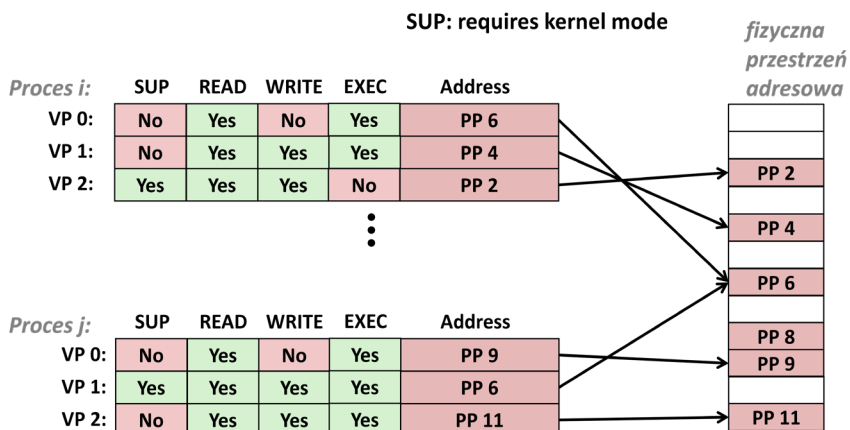 SUP: requires kernel mode
fizyczna
przestrzeń
adresowa
Proces i: SUP READ WRITE EXEC Address
VP 0: No Yes No Yes PP 6
VP 1: No Yes Yes Yes PP 4
VP 2: Yes Yes Yes No PP 2
PP 2
PP 4
PP 6
PP 8
PP 9
PP 11
Proces j: SUP READ WRITE EXEC Address
VP 0: No Yes No Yes PP 9
VP 1: Yes Yes Yes Yes PP 6
VP 2: No Yes Yes Yes PP 11